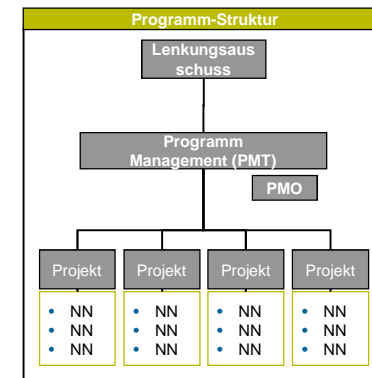 Programm-Struktur
Lenkungsaus
schuss
Programm
Management (PMT)
PMO
Projekt Projekt Projekt Projekt
• NN • NN • NN • NN
• NN • NN • NN • NN
• NN • NN • NN • NN